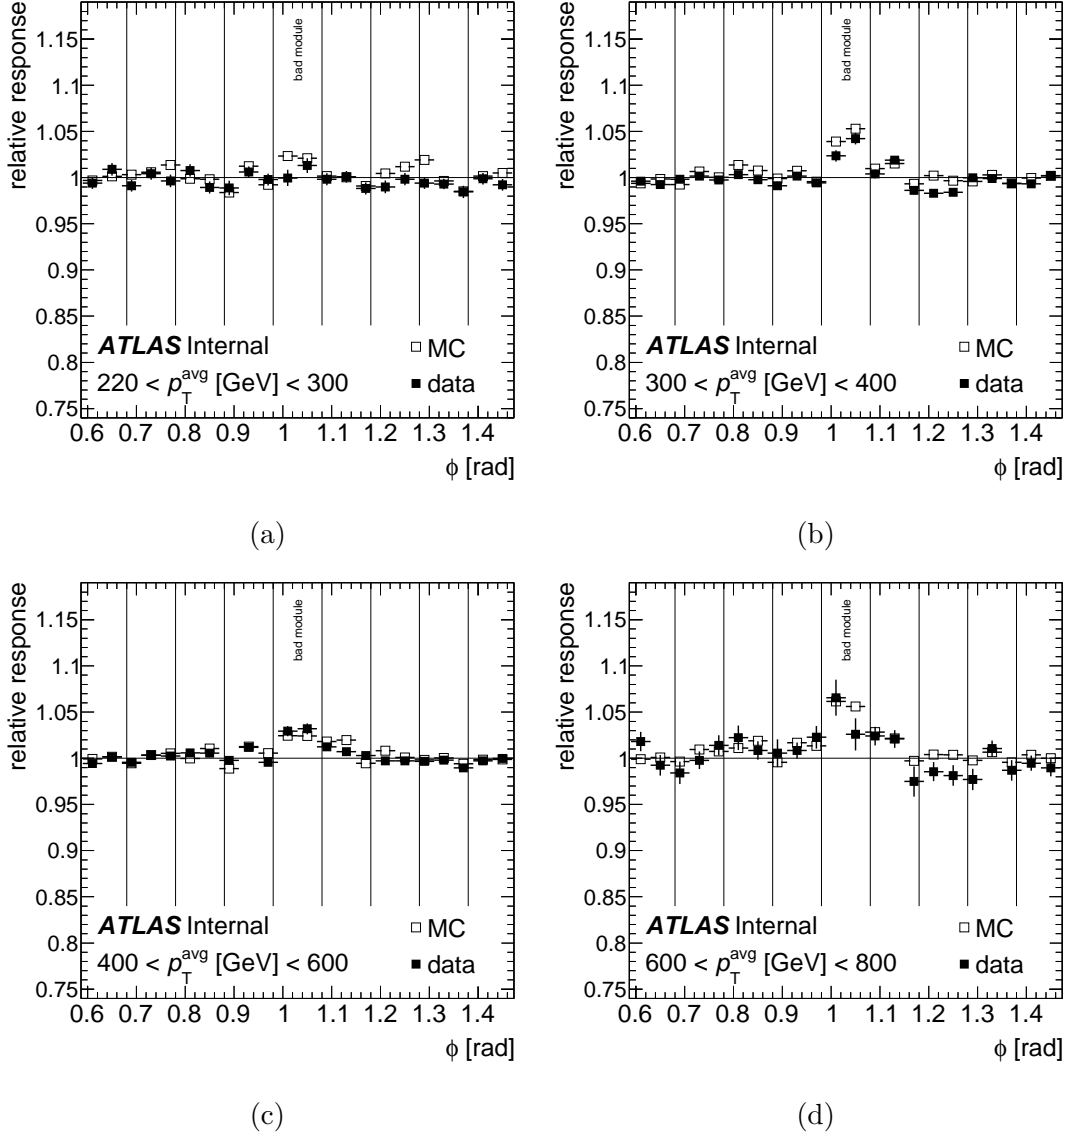 relative response
bad module
1.15
1.1
1.05
1
0.95
0.9
0.85
0.8
0.75
ATLAS Internal
220 < p_T^avg [GeV] < 300
MC
data
0.6 0.7 0.8 0.9 1 1.1 1.2 1.3 1.4
ϕ [rad]
(a)
relative response
bad module
1.15
1.1
1.05
1
0.95
0.9
0.85
0.8
0.75
ATLAS Internal
300 < p_T^avg [GeV] < 400
MC
data
0.6 0.7 0.8 0.9 1 1.1 1.2 1.3 1.4
ϕ [rad]
(b)
relative response
bad module
1.15
1.1
1.05
1
0.95
0.9
0.85
0.8
0.75
ATLAS Internal
400 < p_T^avg [GeV] < 600
MC
data
0.6 0.7 0.8 0.9 1 1.1 1.2 1.3 1.4
ϕ [rad]
(c)
relative response
bad module
1.15
1.1
1.05
1
0.95
0.9
0.85
0.8
0.75
ATLAS Internal
600 < p_T^avg [GeV] < 800
MC
data
0.6 0.7 0.8 0.9 1 1.1 1.2 1.3 1.4
ϕ [rad]
(d)